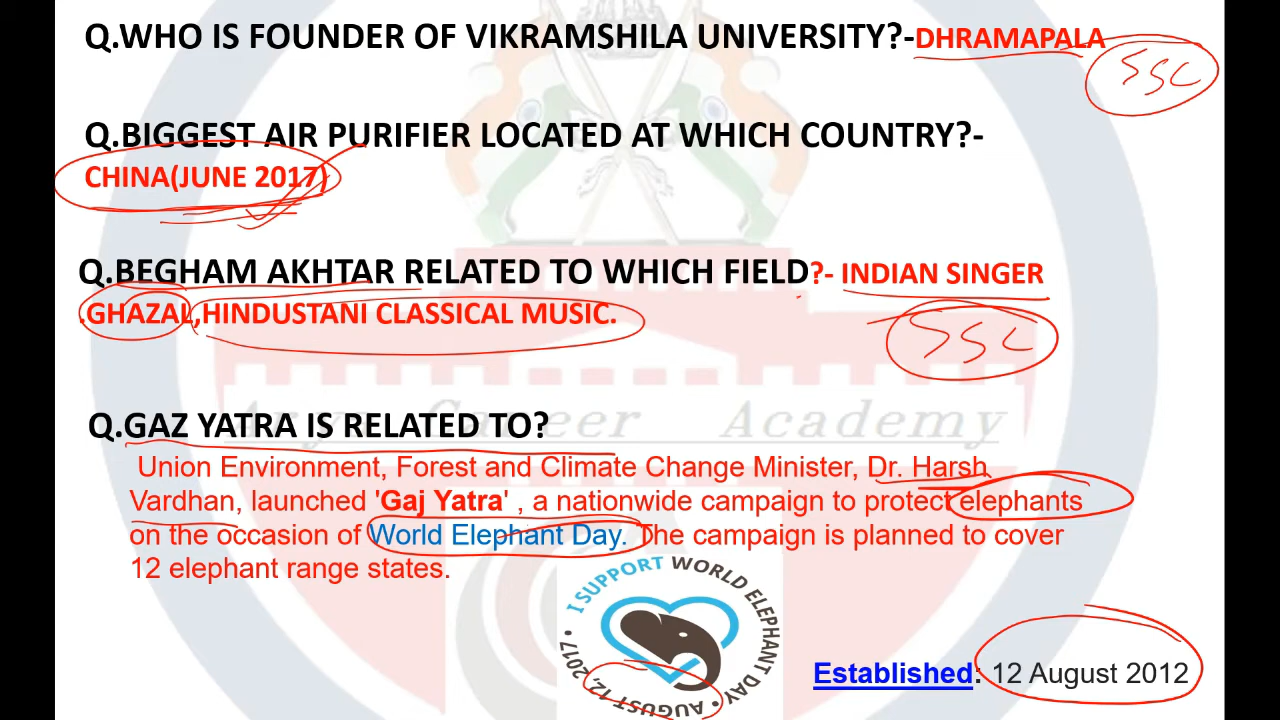 Q.WHO IS FOUNDER OF VIKRAMSHILA UNIVERSITY?-DHRAMAPALA
SSC
Q.BIGGEST AIR PURIFIER LOCATED AT WHICH COUNTRY?-
CHINA(JUNE 2017)
Q.BEGHAM AKHTAR RELATED TO WHICH FIELD?- INDIAN SINGER
.GHAZAL,HINDUSTANI CLASSICAL MUSIC.
SSC
Career Academy
Q.GAZ YATRA IS RELATED TO?
Union Environment, Forest and Climate Change Minister, Dr. Harsh
Vardhan, launched 'Gaj Yatra' , a nationwide campaign to protect elephants
on the occasion of World Elephant Day. The campaign is planned to cover
12 elephant range states.
I SUPPORT WORLD ELEPHANT DAY • AUGUST 12, 2017 •
Established: 12 August 2012